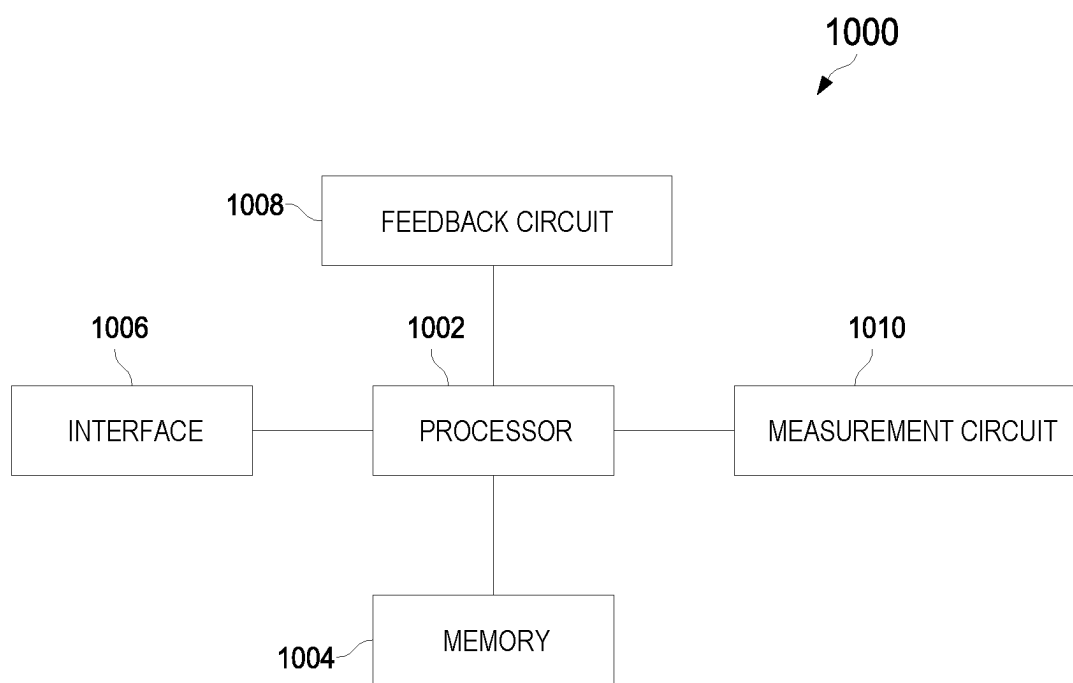 1000
1008
FEEDBACK CIRCUIT
1006
1002
1010
INTERFACE
PROCESSOR
MEASUREMENT CIRCUIT
1004
MEMORY